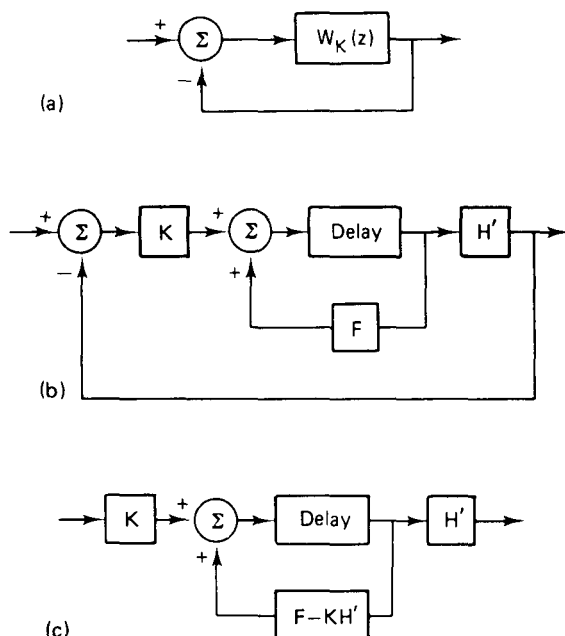 + Σ W_K(z)
−
(a)
+ Σ K + Σ Delay H'
− +
F
(b)
K + Σ Delay H'
+
F−KH'
(c)